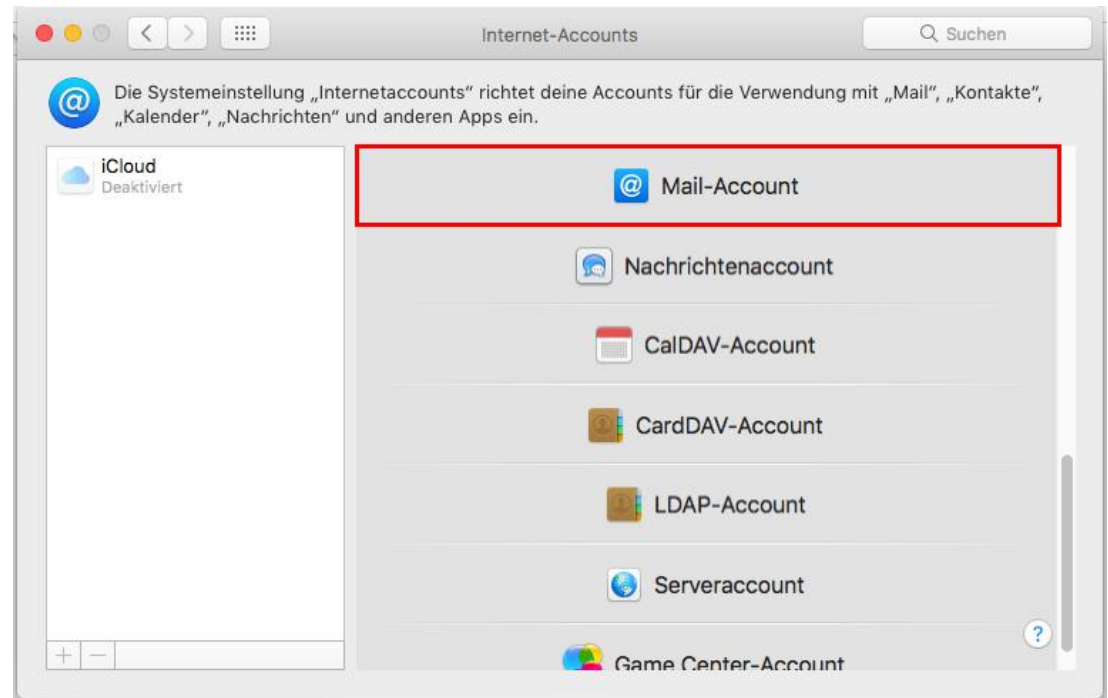 Internet-Accounts
Suchen
Die Systemeinstellung „Internetaccounts“ richtet deine Accounts für die Verwendung mit „Mail“, „Kontakte“,
„Kalender“, „Nachrichten“ und anderen Apps ein.
iCloud
Deaktiviert
Mail-Account
Nachrichtenaccount
CalDAV-Account
CardDAV-Account
LDAP-Account
Serveraccount
Game Center-Account